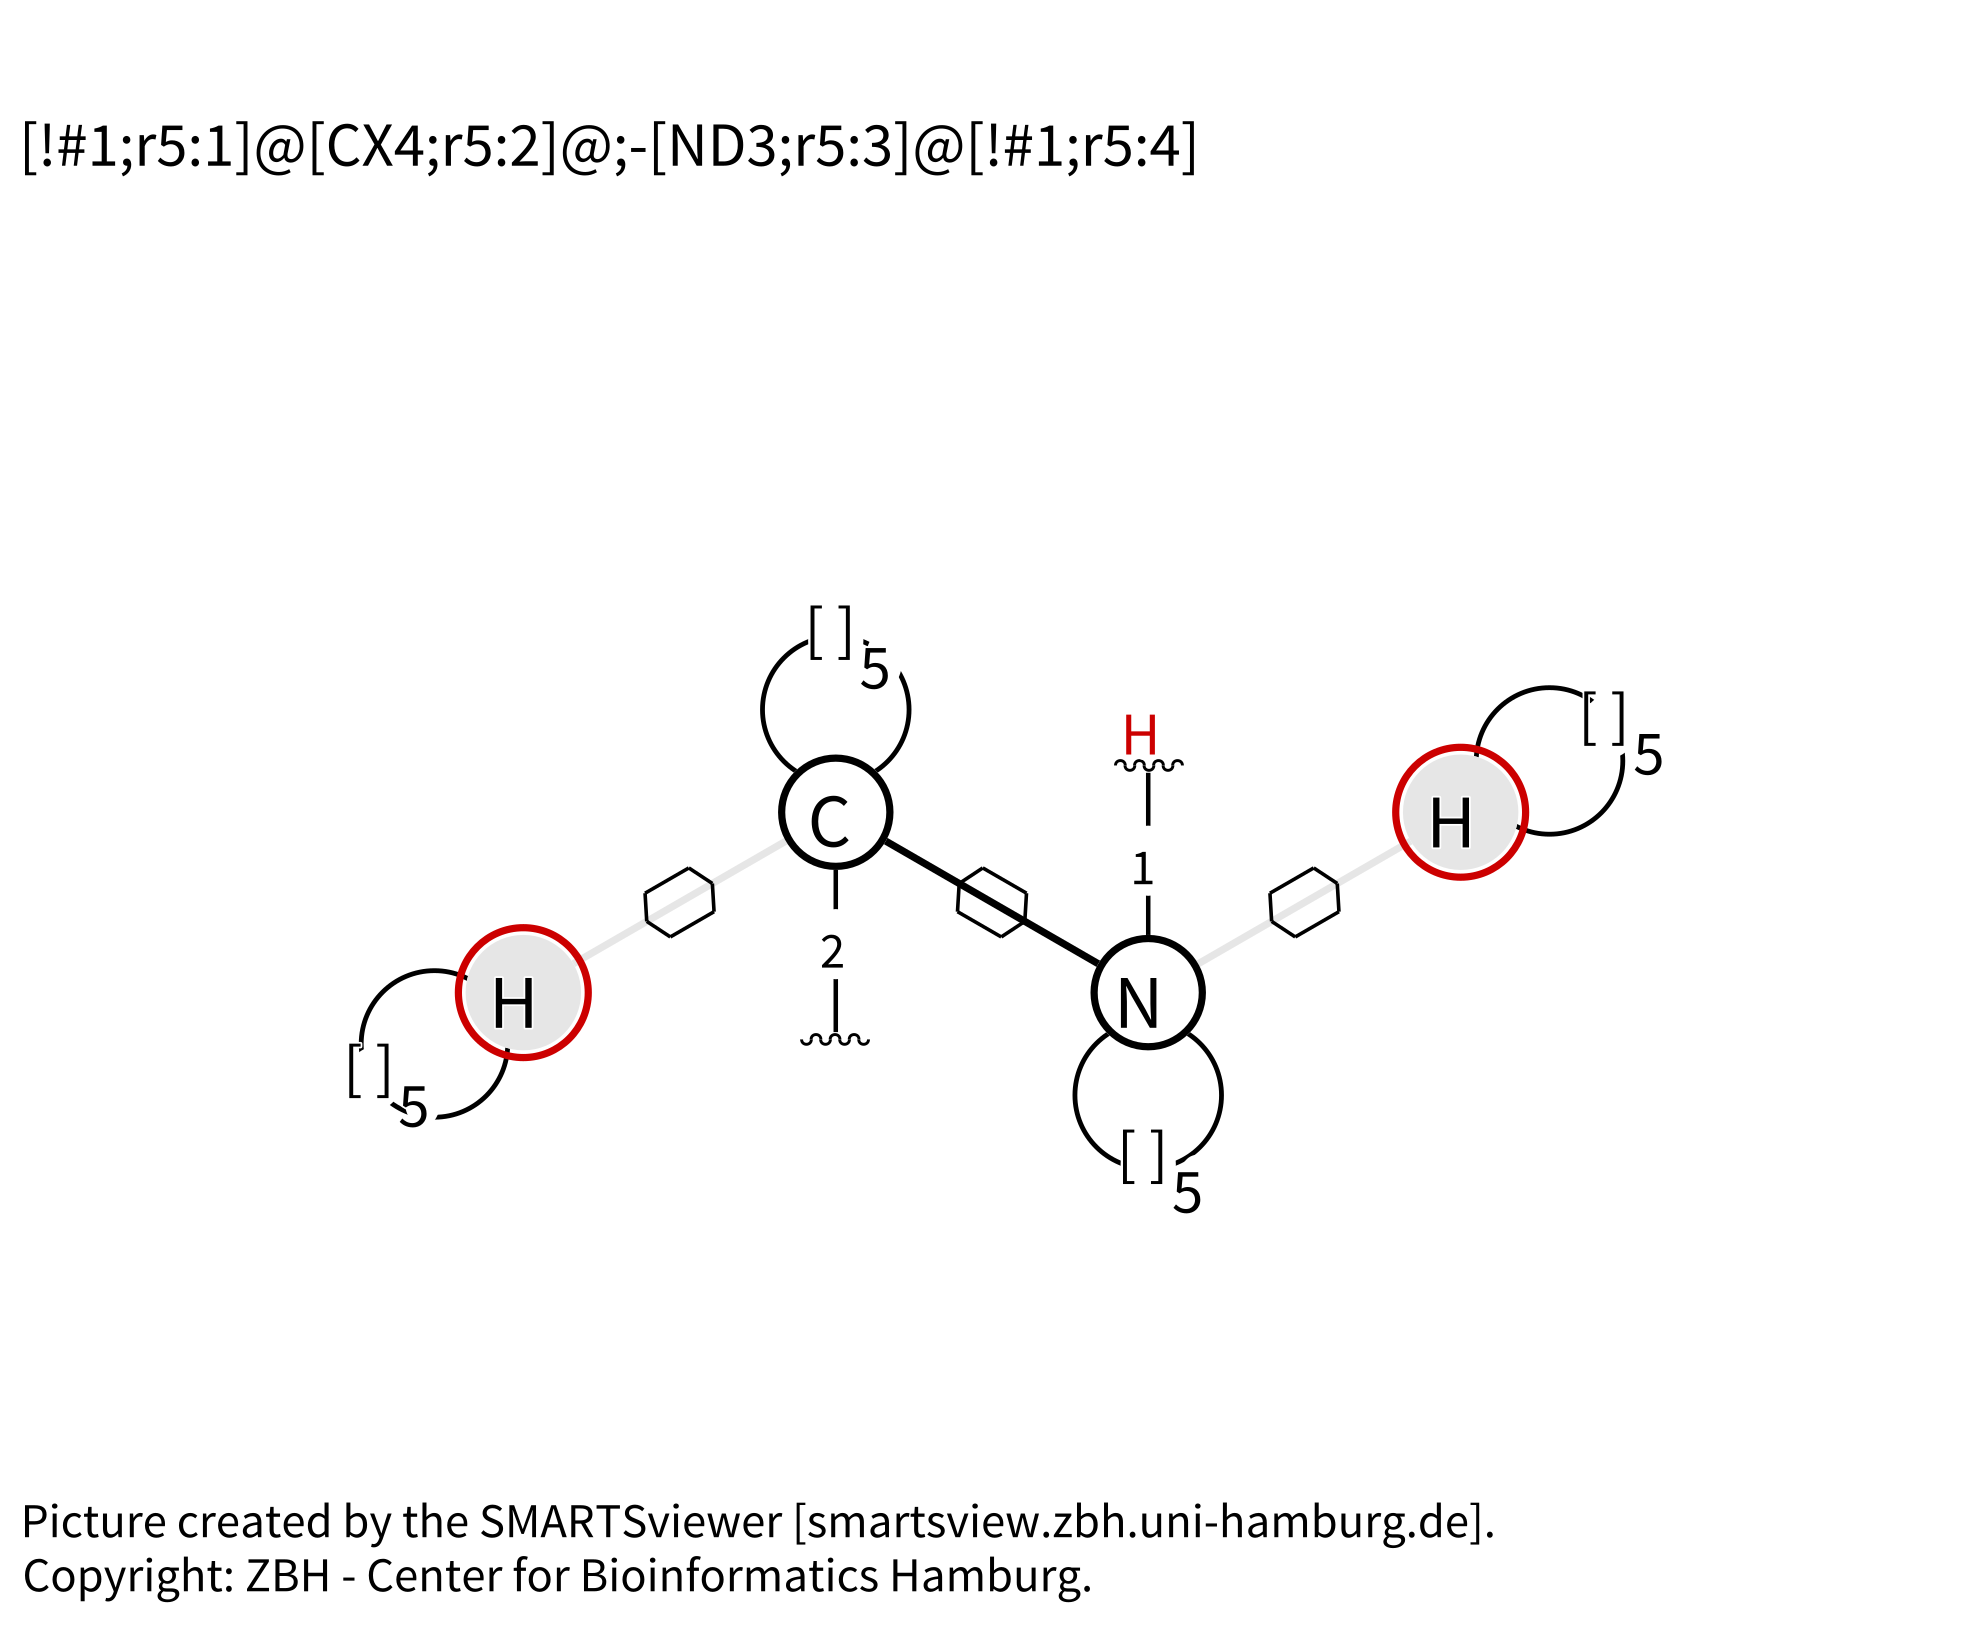 [!#1;r5:1]@[CX4;r5:2]@;-[ND3;r5:3]@[!#1;r5:4]
[ ]5
H
[ ]5
C
1
H
2
H
N
[ ]5
[ ]5
Picture created by the SMARTSviewer [smartsview.zbh.uni-hamburg.de].
Copyright: ZBH - Center for Bioinformatics Hamburg.